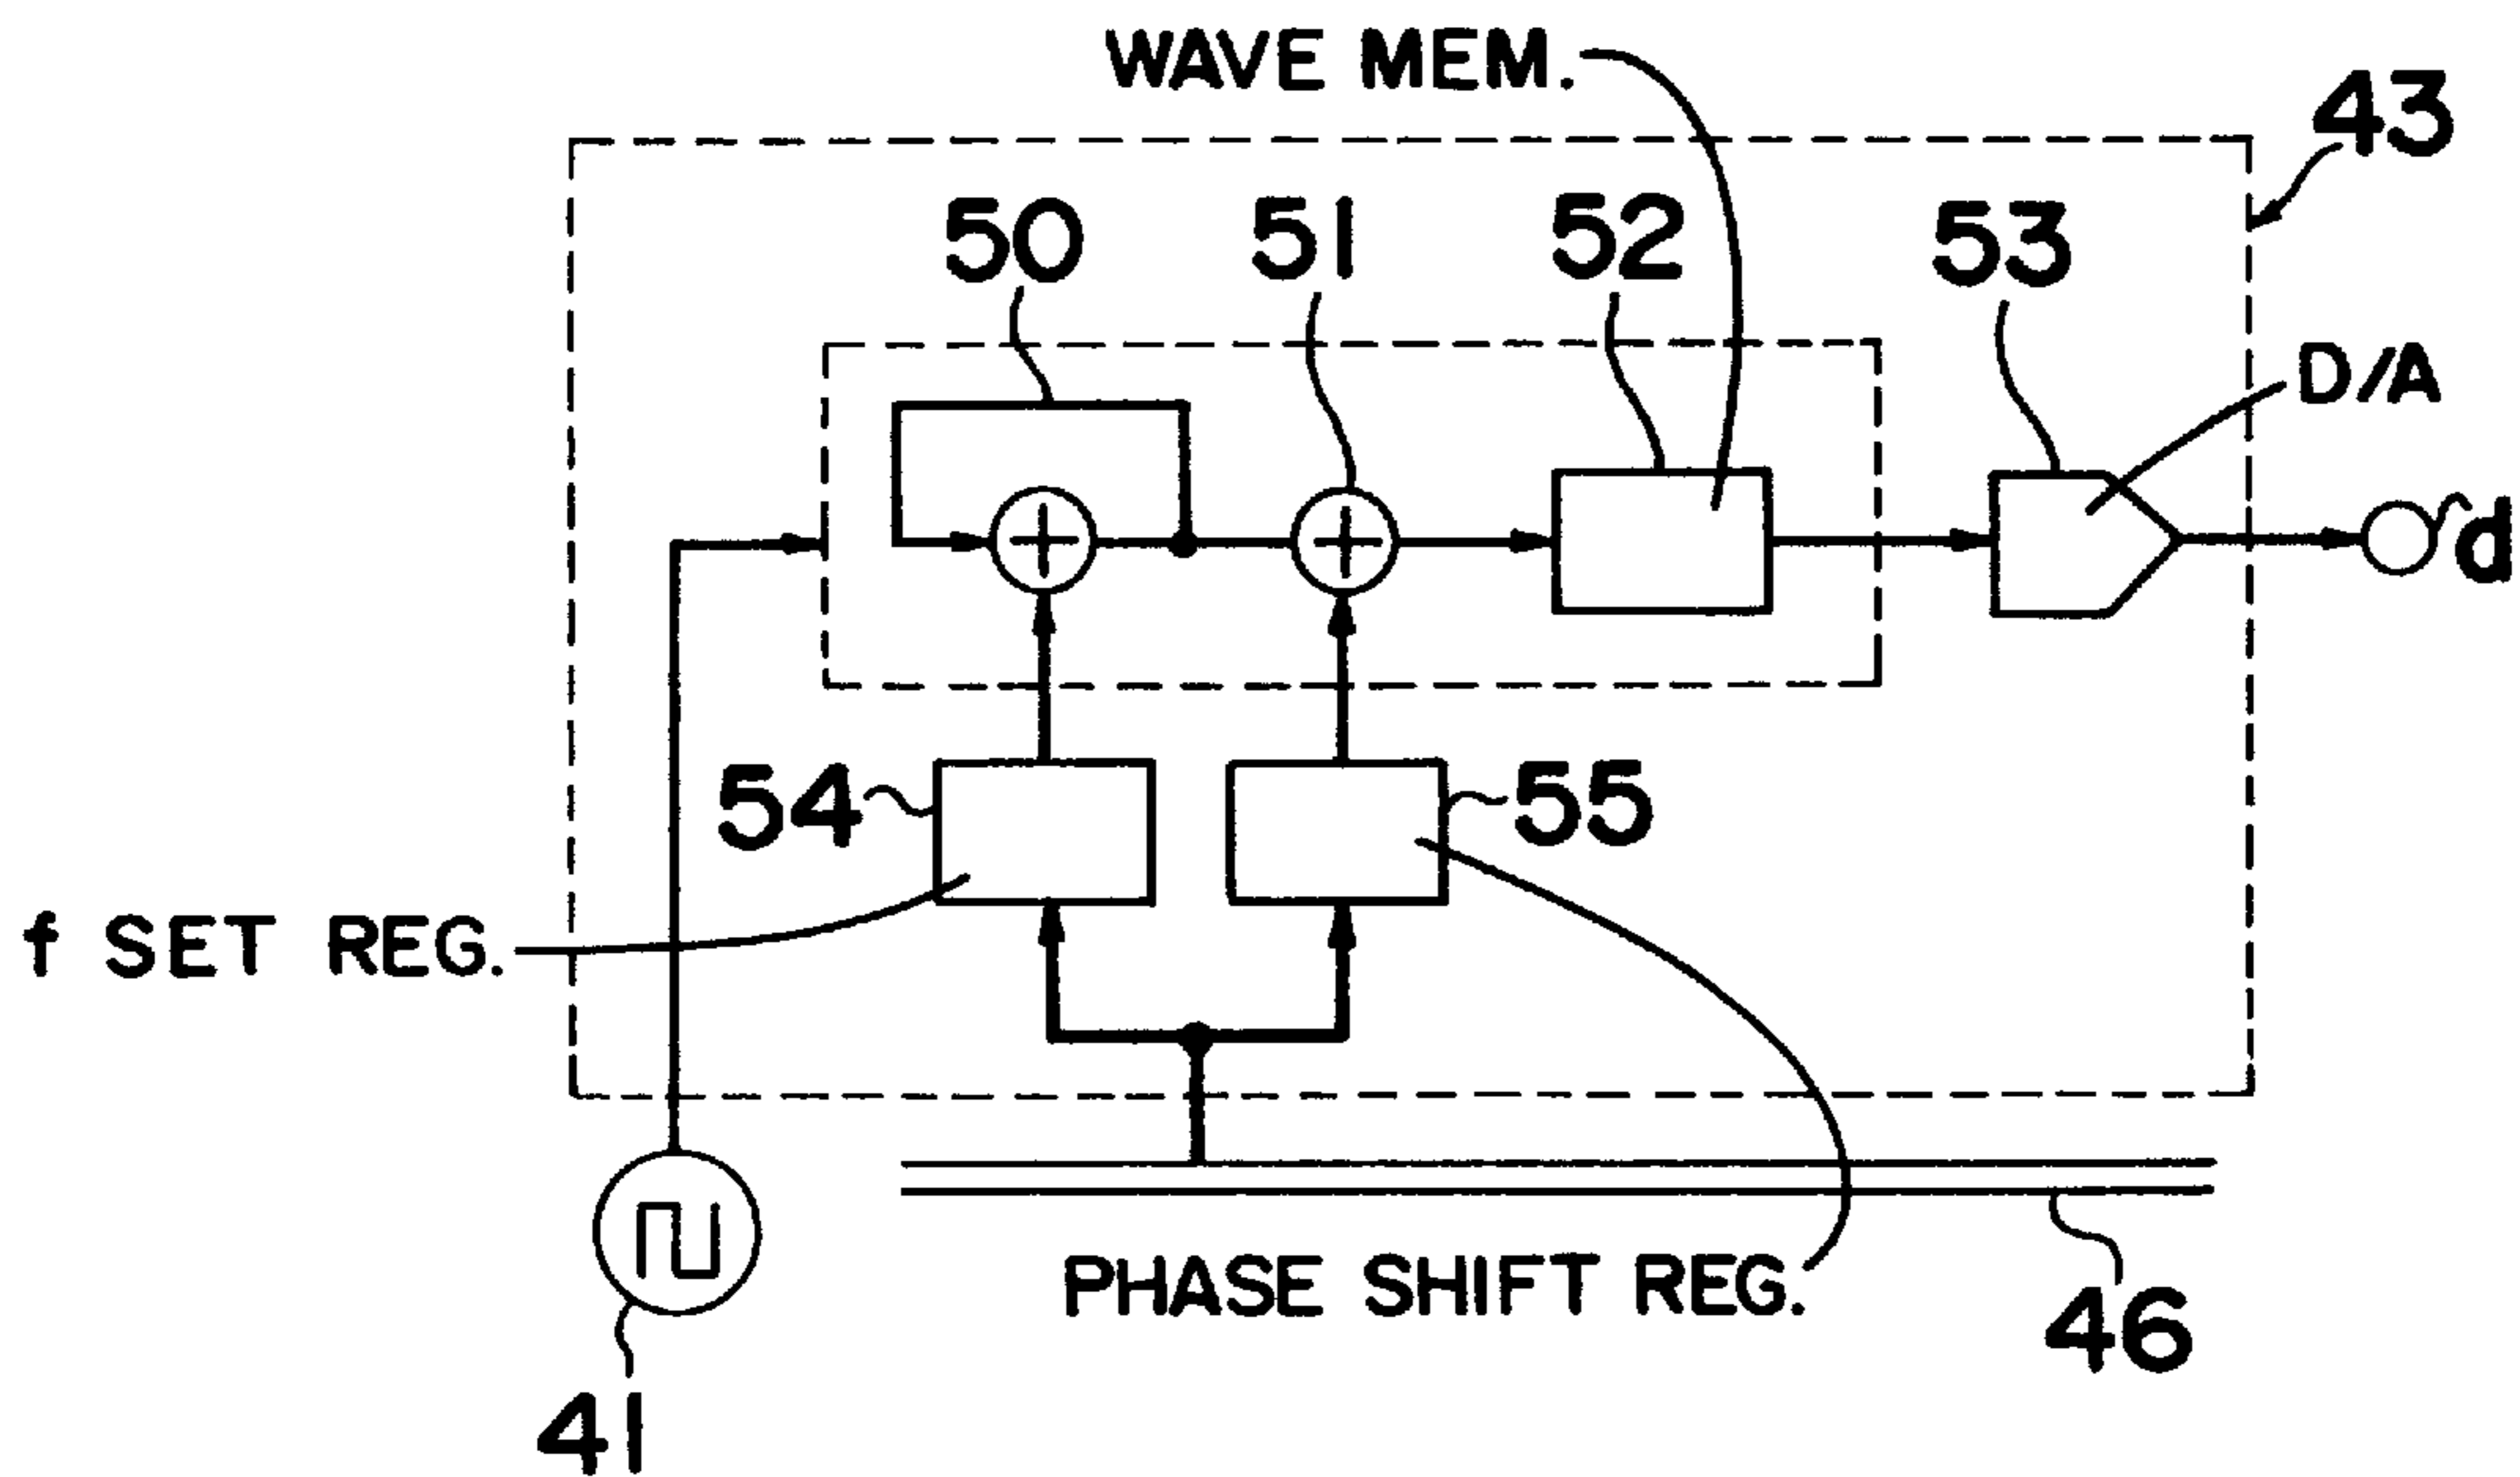 WAVE MEM.
43
50
51
52
53
D/A
d
54
55
f SET REG.
PHASE SHIFT REG.
46
41